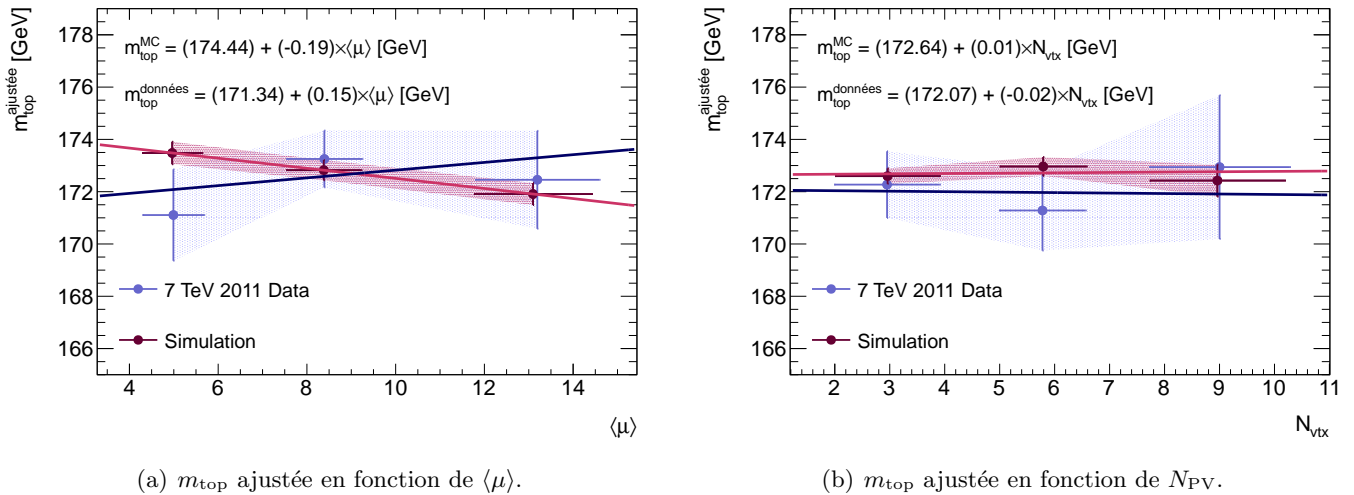 m_top^ajustée [GeV]
178
176
174
172
170
168
166
m_top^MC = (174.44) + (-0.19)×⟨μ⟩ [GeV]
m_top^données = (171.34) + (0.15)×⟨μ⟩ [GeV]
7 TeV 2011 Data
Simulation
4 6 8 10 12 14
⟨μ⟩
(a) m_top ajustée en fonction de ⟨μ⟩.
m_top^ajustée [GeV]
178
176
174
172
170
168
166
m_top^MC = (172.64) + (0.01)×N_vtx [GeV]
m_top^données = (172.07) + (-0.02)×N_vtx [GeV]
7 TeV 2011 Data
Simulation
2 3 4 5 6 7 8 9 10 11
N_vtx
(b) m_top ajustée en fonction de N_PV.